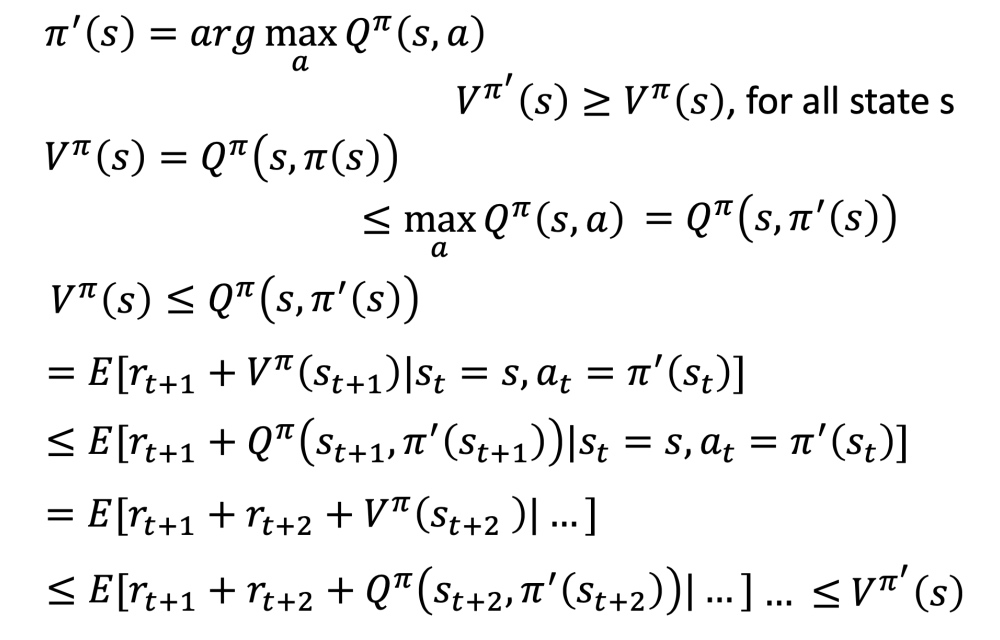 π′(s) = arg max_a Q^π(s, a)
V^π′(s) ≥ V^π(s), for all state s
V^π(s) = Q^π(s, π(s))
≤ max_a Q^π(s, a) = Q^π(s, π′(s))
V^π(s) ≤ Q^π(s, π′(s))
= E[r_{t+1} + V^π(s_{t+1})|s_t = s, a_t = π′(s_t)]
≤ E[r_{t+1} + Q^π(s_{t+1}, π′(s_{t+1}))|s_t = s, a_t = π′(s_t)]
= E[r_{t+1} + r_{t+2} + V^π(s_{t+2} )| … ]
≤ E[r_{t+1} + r_{t+2} + Q^π(s_{t+2}, π′(s_{t+2}))| … ] … ≤ V^π′(s)